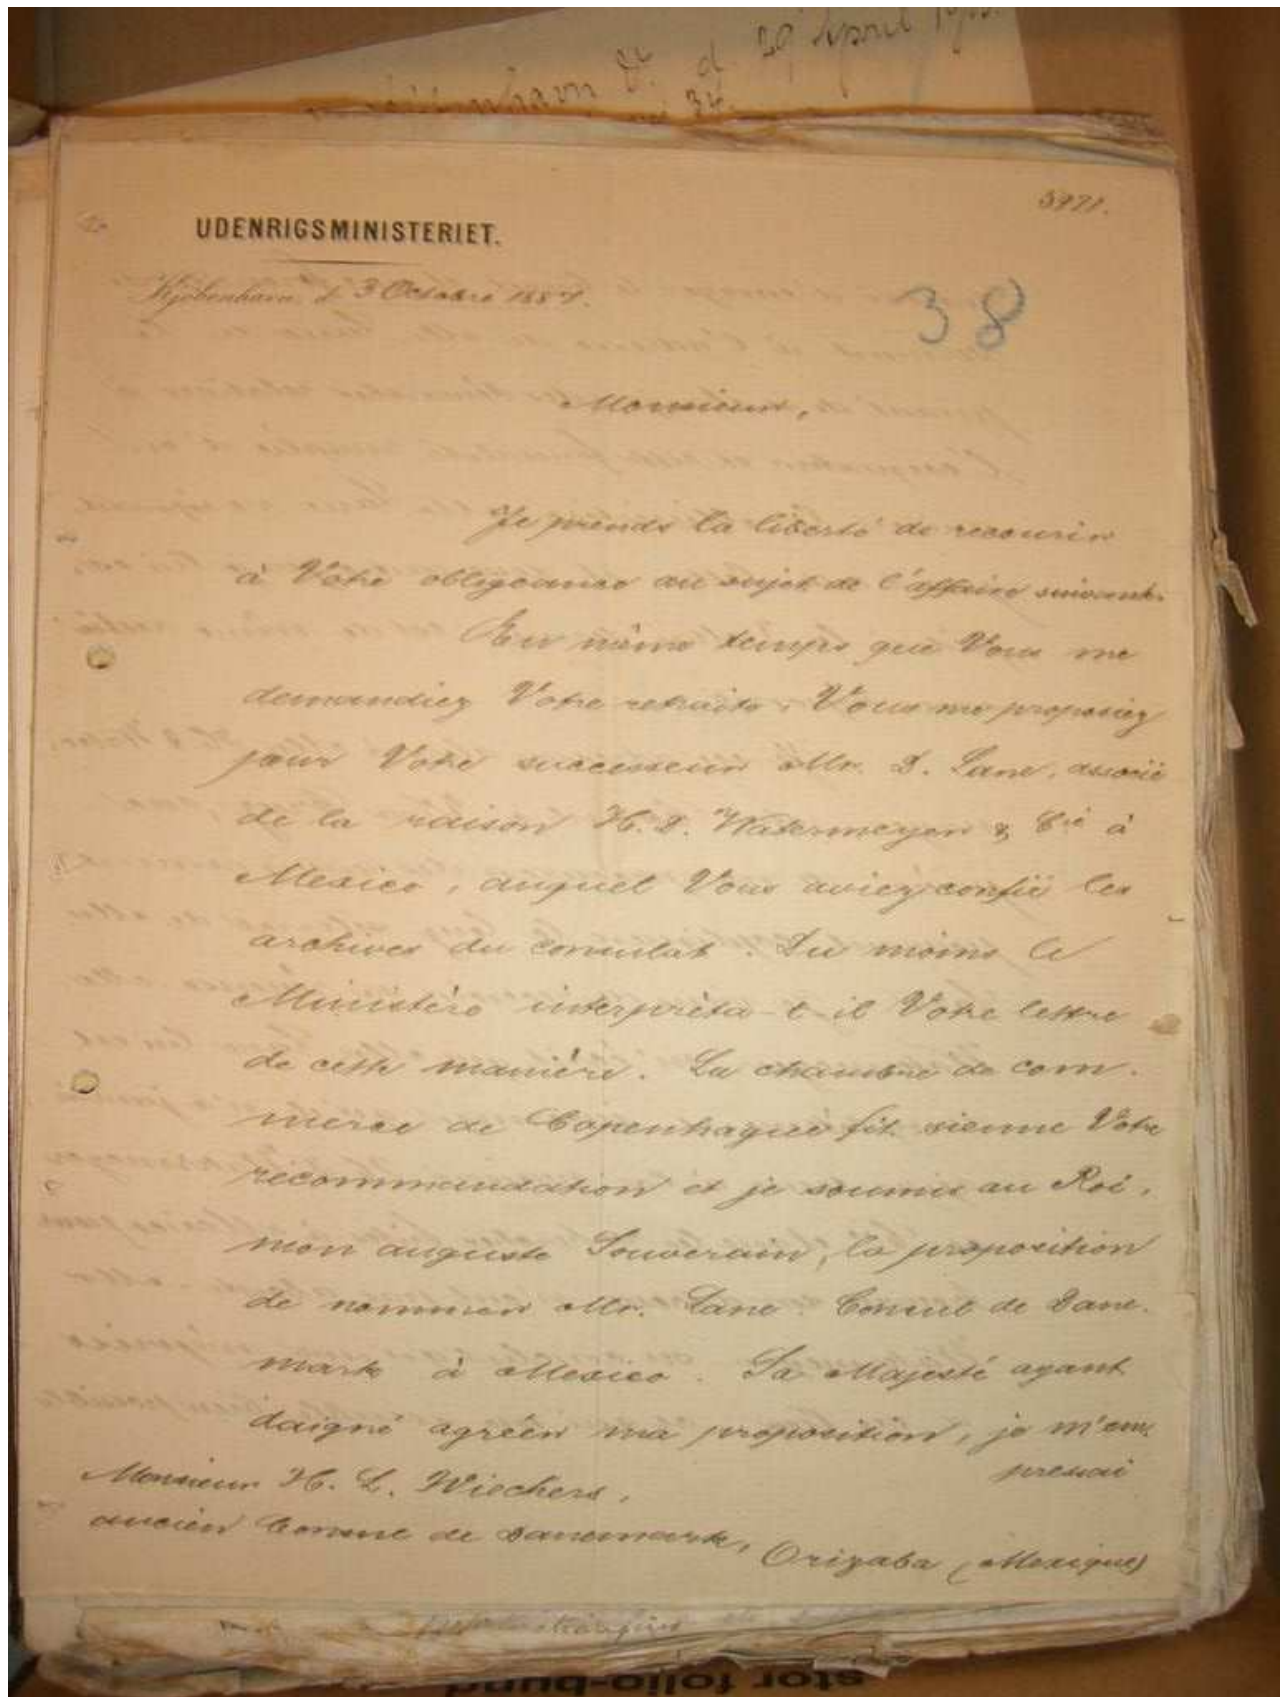 d. 29 April
34.
5971.
UDENRIGSMINISTERIET.
Kjøbenhavn d. 3 Octobre 1887.
38
Monsieur,
Je prends la liberté de recourir
à Votre obligeance au sujet de l'affaire suivante.
En même temps que Vous me
demandiez Votre retraite, Vous me proposiez
pour Votre successeur Mr. D. Lane, associé
de la raison H. D. Watermeyer & Cie à
Mexico, auquel Vous aviez confié les
archives du consulat. Du moins le
Ministère interpréta-t-il Votre lettre
de cette manière. La chambre de com-
merce de Copenhague fit sienne Votre
recommandation et je soumis au Roi,
mon auguste Souverain, la proposition
de nommer Mr. Lane Consul de Dane-
mark à Mexico. Sa Majesté ayant
daigné agréer ma proposition, je m'em-
pressai
Monsieur H. L. Wiechers,
ancien Consul de Danemark,
Orizaba (Mexique)
stor folio-bund